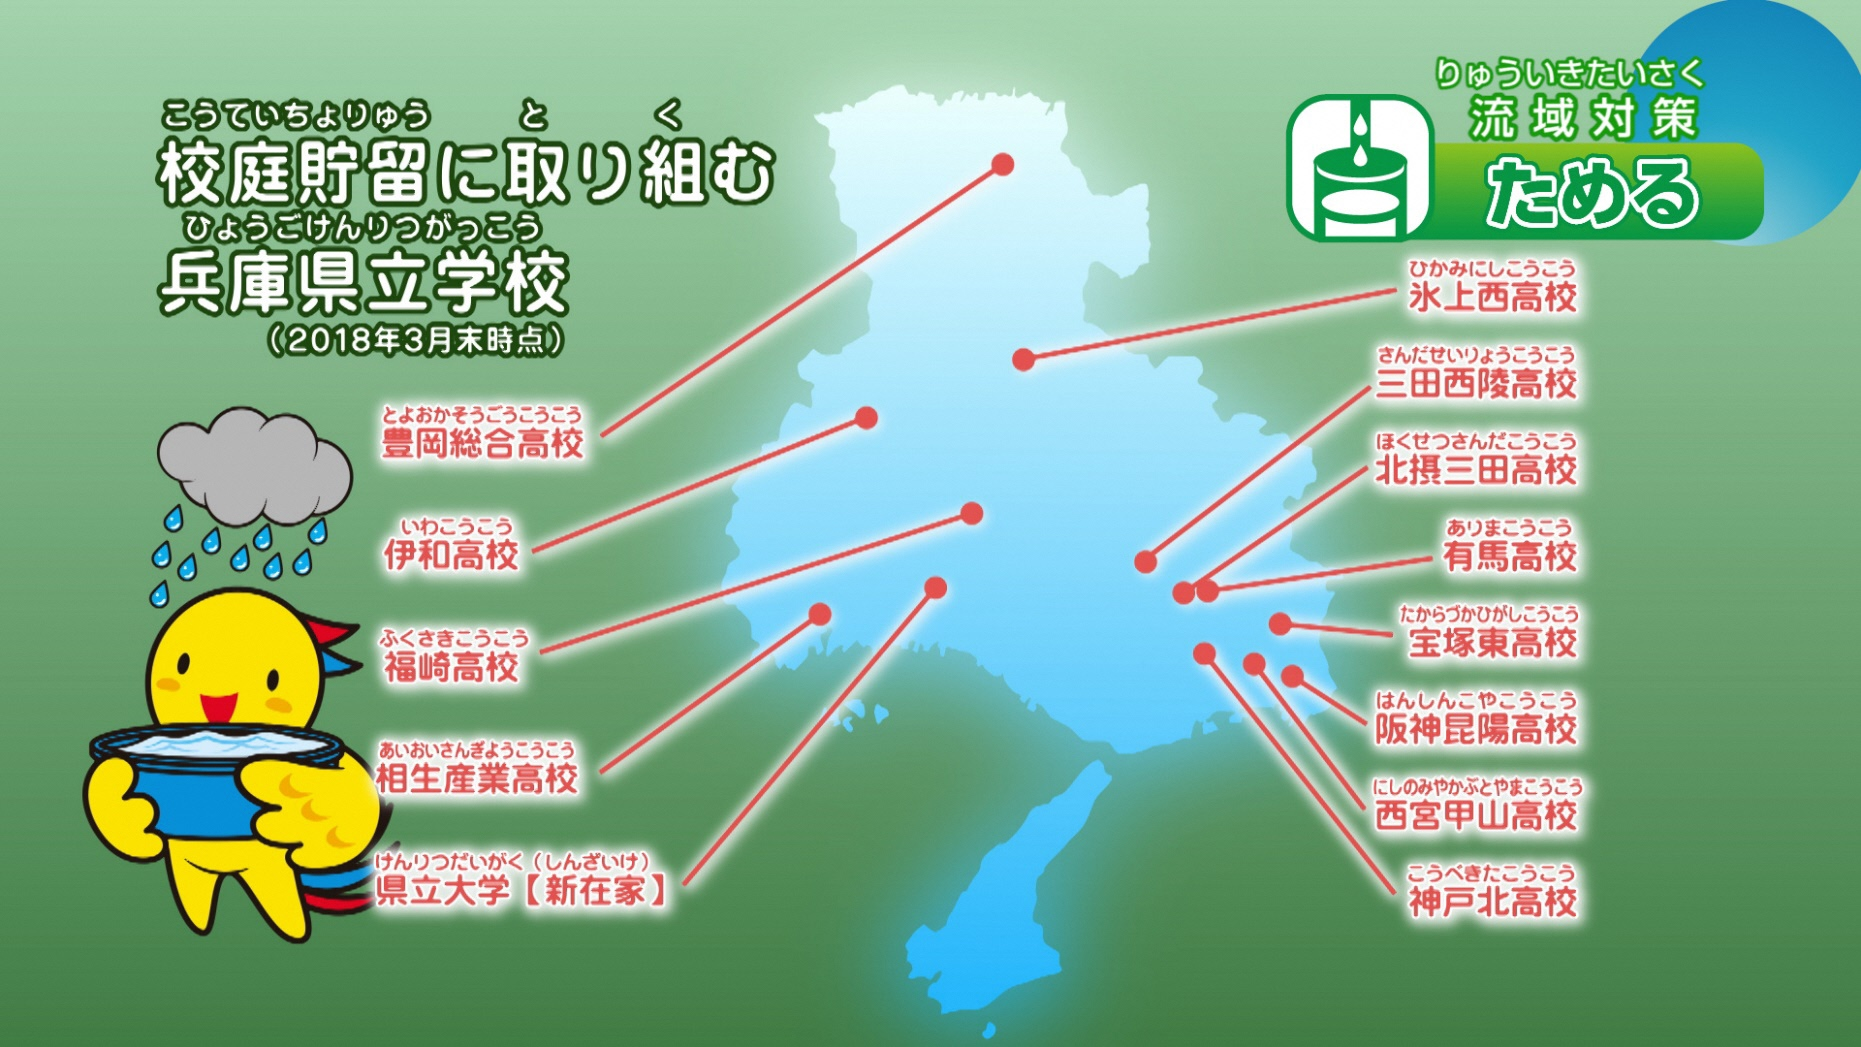 こうていちょりゅう と く
校庭貯留に取り組む
ひょうごけんりつがっこう
兵庫県立学校
（2018年3月末時点）
りゅういきたいさく
流域対策
ためる
とよおかそうごうこうこう
豊岡総合高校
いわこうこう
伊和高校
ふくさきこうこう
福崎高校
あいおいさんぎようこうこう
相生産業高校
けんりつだいがく（しんざいけ）
県立大学【新在家】
ひかみにしこうこう
氷上西高校
さんだせいりょうこうこう
三田西陵高校
ほくせつさんだこうこう
北摂三田高校
ありまこうこう
有馬高校
たからづかひがしこうこう
宝塚東高校
はんしんこやこうこう
阪神昆陽高校
にしのみやかぶとやまこうこう
西宮甲山高校
こうべきたこうこう
神戸北高校